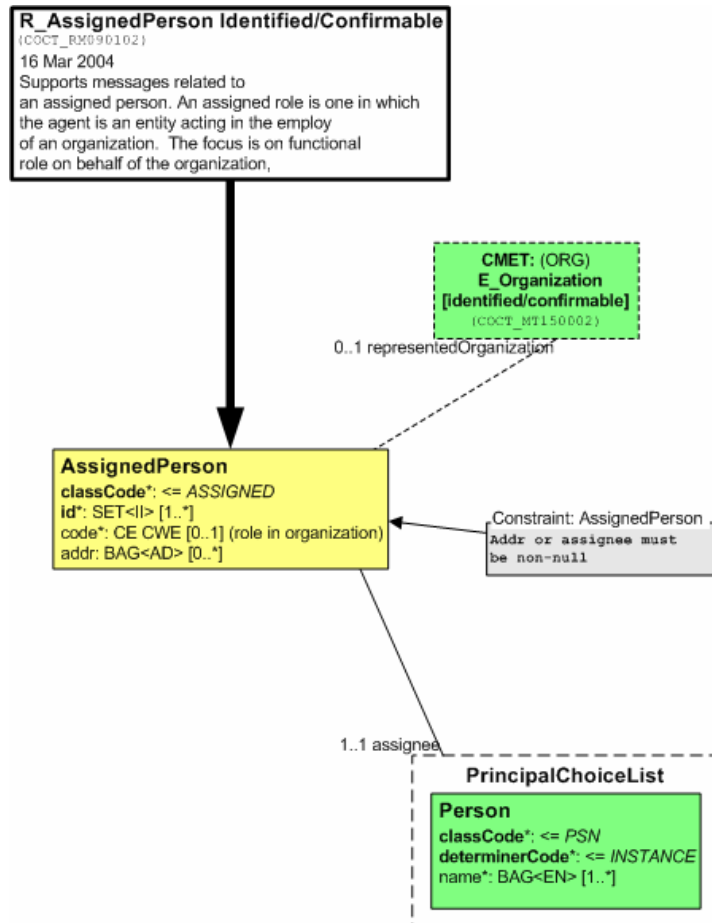 R_AssignedPerson Identified/Confirmable
(COCT_RM090102)
16 Mar 2004
Supports messages related to
an assigned person. An assigned role is one in which
the agent is an entity acting in the employ
of an organization.  The focus is on functional
role on behalf of the organization,
CMET: (ORG)
E_Organization
[identified/confirmable]
(COCT_MT150002)
0..1 representedOrganization
AssignedPerson
classCode*: <= ASSIGNED
id*: SET<II> [1..*]
code*: CE CWE [0..1] (role in organization)
addr: BAG<AD> [0..*]
Constraint: AssignedPerson .
Addr or assignee must
be non-null
1..1 assignee
PrincipalChoiceList
Person
classCode*: <= PSN
determinerCode*: <= INSTANCE
name*: BAG<EN> [1..*]